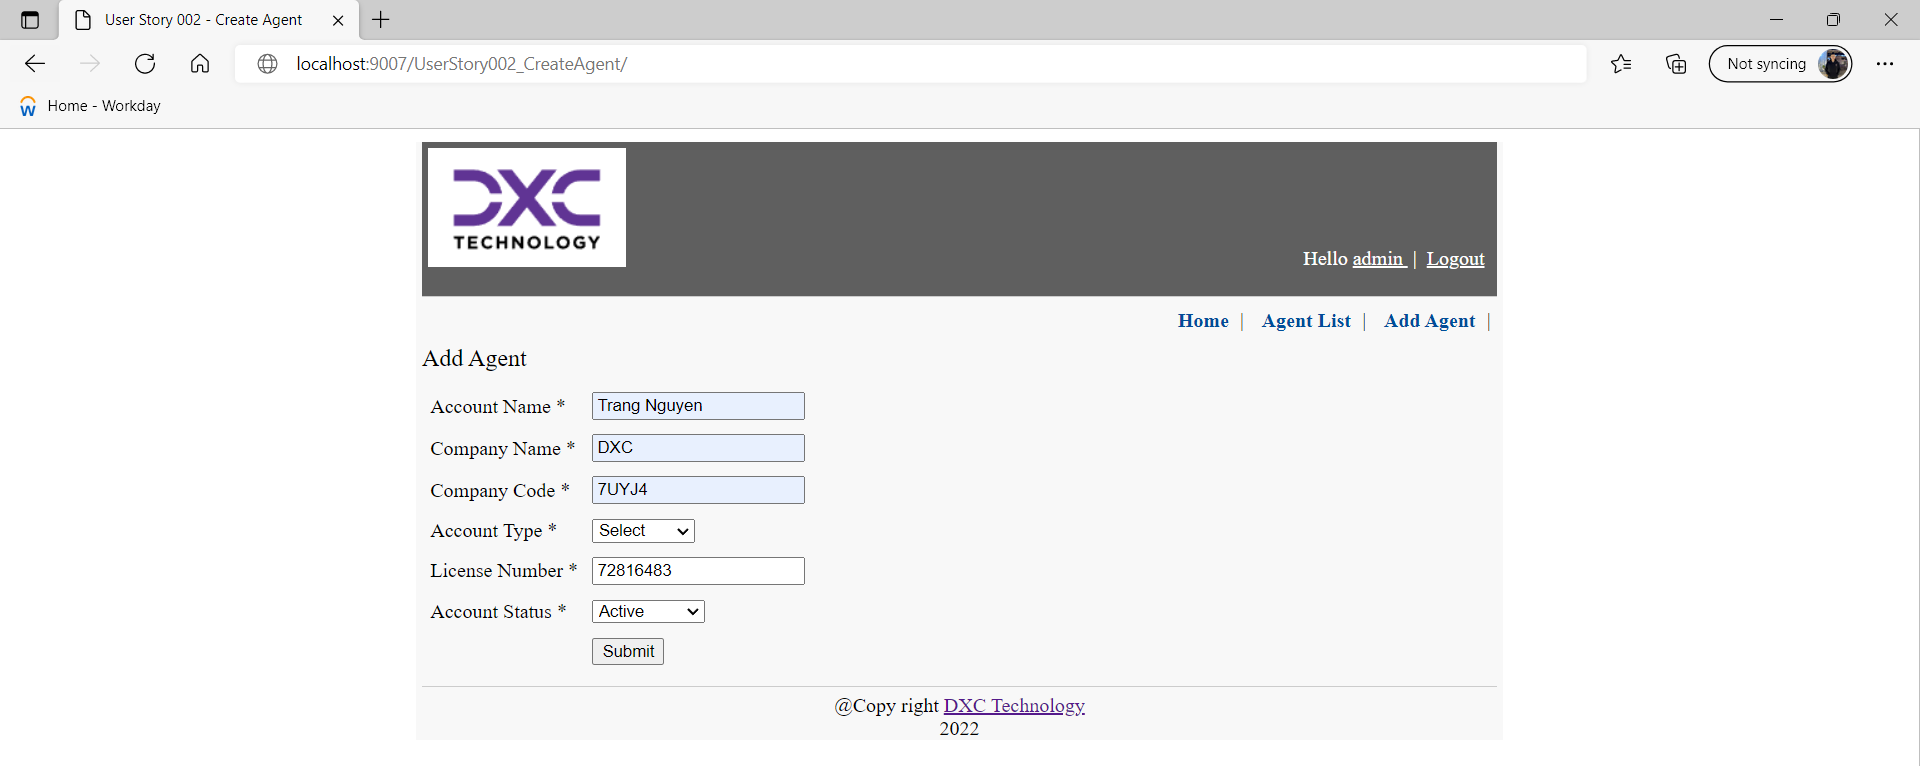 User Story 002 - Create Agent
localhost:9007/UserStory002_CreateAgent/
Not syncing
Home - Workday
DXC
TECHNOLOGY
Hello admin | Logout
Home | Agent List | Add Agent |
Add Agent
Account Name * Trang Nguyen
Company Name * DXC
Company Code * 7UYJ4
Account Type * Select
License Number * 72816483
Account Status * Active
Submit
@Copy right DXC Technology
2022